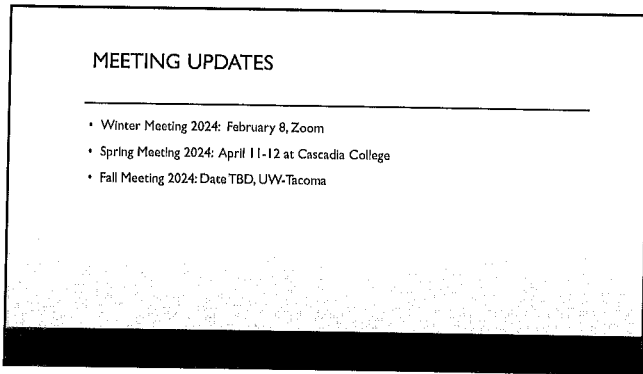 MEETING UPDATES
• Winter Meeting 2024: February 8, Zoom
• Spring Meeting 2024: April 11-12 at Cascadia College
• Fall Meeting 2024: Date TBD, UW-Tacoma